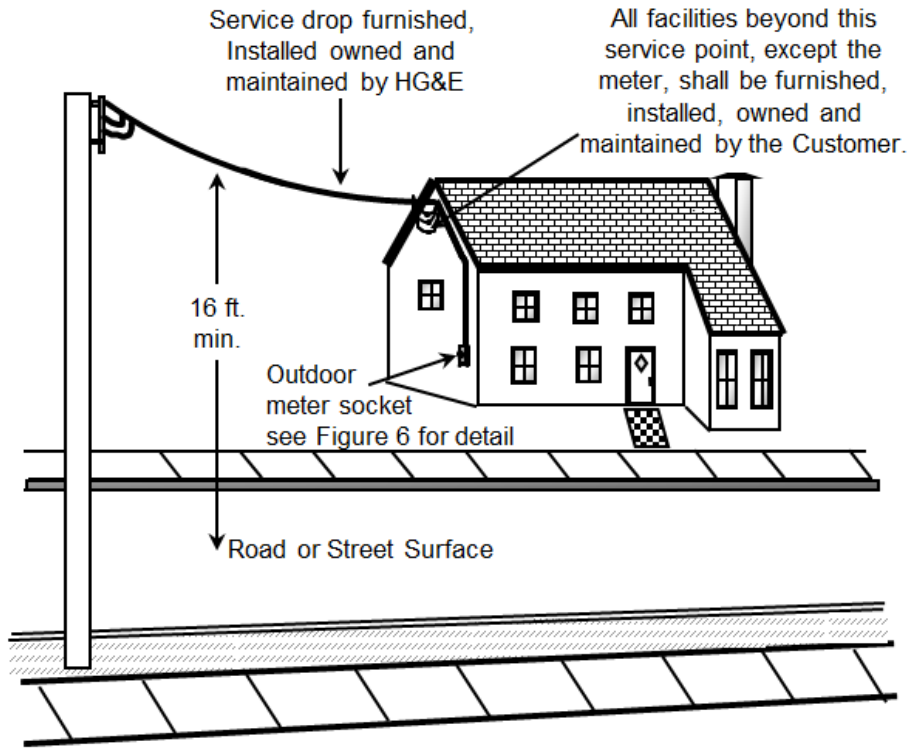 Service drop furnished,
Installed owned and
maintained by HG&E
All facilities beyond this
service point, except the
meter, shall be furnished,
installed, owned and
maintained by the Customer.
16 ft.
min.
Outdoor
meter socket
see Figure 6 for detail
Road or Street Surface